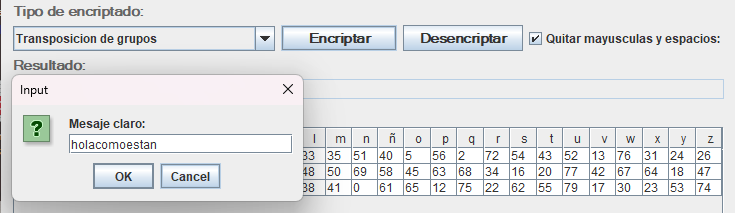 Tipo de encriptado:
Transposicion de grupos Encriptar Desencriptar Quitar mayusculas y espacios:
Resultado:
Input
Mesaje claro:
holacomoestan
OK Cancel
l m n ñ o p q r s t u v w x y z
33 35 51 40 5 56 2 72 54 43 52 13 76 31 24 26
48 50 69 58 45 63 68 34 16 20 77 42 67 64 18 47
38 41 0 61 65 12 75 22 62 55 79 17 30 23 53 74